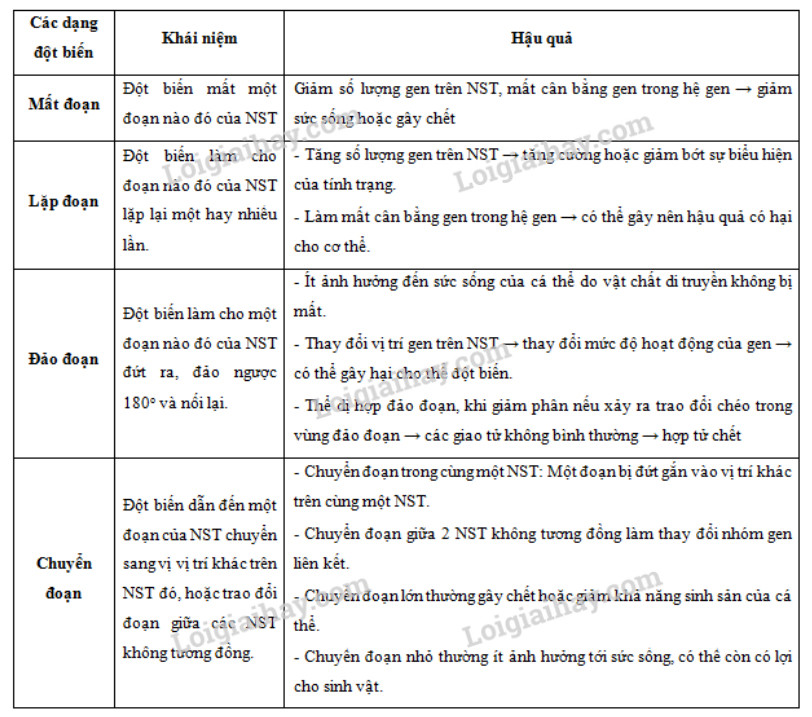 Các dạng
đột biến
Khái niệm
Hậu quả
Mất đoạn
Đột biến mất một
đoạn nào đó của NST
Giảm số lượng gen trên NST, mất cân bằng gen trong hệ gen → giảm
sức sống hoặc gây chết
Lặp đoạn
Đột biến làm cho
đoạn nào đó của NST
lặp lại một hay nhiều
lần.
- Tăng số lượng gen trên NST → tăng cường hoặc giảm bớt sự biểu hiện
của tính trạng.
- Làm mất cân bằng gen trong hệ gen → có thể gây nên hậu quả có hại
cho cơ thể.
Đảo đoạn
Đột biến làm cho một
đoạn nào đó của NST
đứt ra, đảo ngược
180° và nối lại.
- Ít ảnh hưởng đến sức sống của cá thể do vật chất di truyền không bị
mất.
- Thay đổi vị trí gen trên NST → thay đổi mức độ hoạt động của gen →
có thể gây hại cho thể đột biến.
- Thể dị hợp đảo đoạn, khi giảm phân nếu xảy ra trao đổi chéo trong
vùng đảo đoạn → các giao tử không bình thường → hợp tử chết
Chuyển
đoạn
Đột biến dẫn đến một
đoạn của NST chuyển
sang vị vị trí khác trên
NST đó, hoặc trao đổi
đoạn giữa các NST
không tương đồng.
- Chuyển đoạn trong cùng một NST: Một đoạn bị đứt gắn vào vị trí khác
trên cùng một NST.
- Chuyển đoạn giữa 2 NST không tương đồng làm thay đổi nhóm gen
liên kết.
- Chuyển đoạn lớn thường gây chết hoặc giảm khả năng sinh sản của cá
thể.
- Chuyển đoạn nhỏ thường ít ảnh hưởng tới sức sống, có thể còn có lợi
cho sinh vật.
Loigiaihay.com
Loigiaihay.com
Loigiaihay.com
Loigiaihay.com
Loigiaihay.com